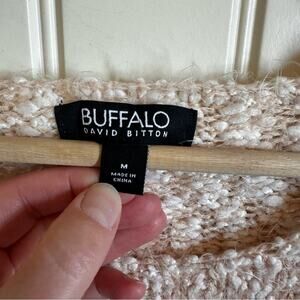 BUFFALO
DAVID BITTON
M
MADE IN
CHINA